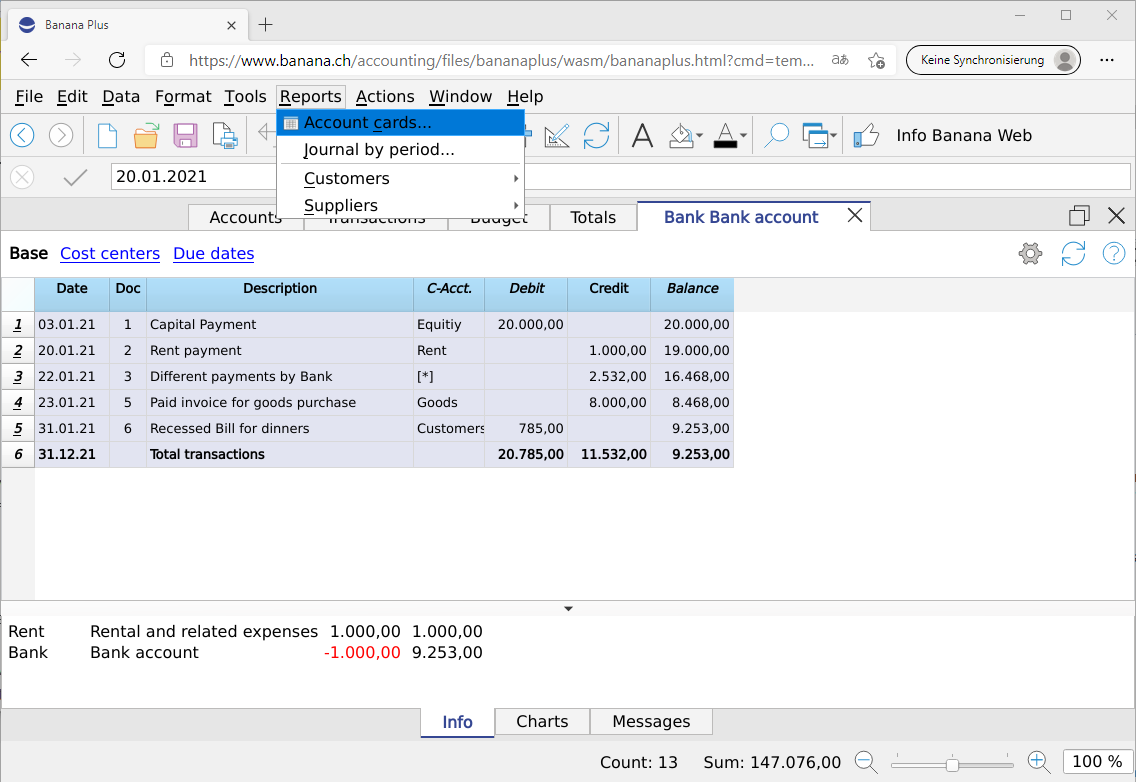 Banana Plus
https://www.banana.ch/accounting/files/bananaplus/wasm/bananaplus.html?cmd=tem...
aあ
Keine Synchronisierung
File Edit Data Format Tools Reports Actions Window Help
Account cards...
Journal by period...
Customers
Suppliers
A A Info Banana Web
20.01.2021
Accounts Transactions Budget Totals Bank Bank account
Base Cost centers Due dates
Date Doc Description C-Acct. Debit Credit Balance
1 03.01.21 1 Capital Payment Equitiy 20.000,00 20.000,00
2 20.01.21 2 Rent payment Rent 1.000,00 19.000,00
3 22.01.21 3 Different payments by Bank [*] 2.532,00 16.468,00
4 23.01.21 5 Paid invoice for goods purchase Goods 8.000,00 8.468,00
5 31.01.21 6 Recessed Bill for dinners Customers 785,00 9.253,00
6 31.12.21 Total transactions 20.785,00 11.532,00 9.253,00
Rent Rental and related expenses 1.000,00 1.000,00
Bank Bank account -1.000,00 9.253,00
Info Charts Messages
Count: 13 Sum: 147.076,00 100 %